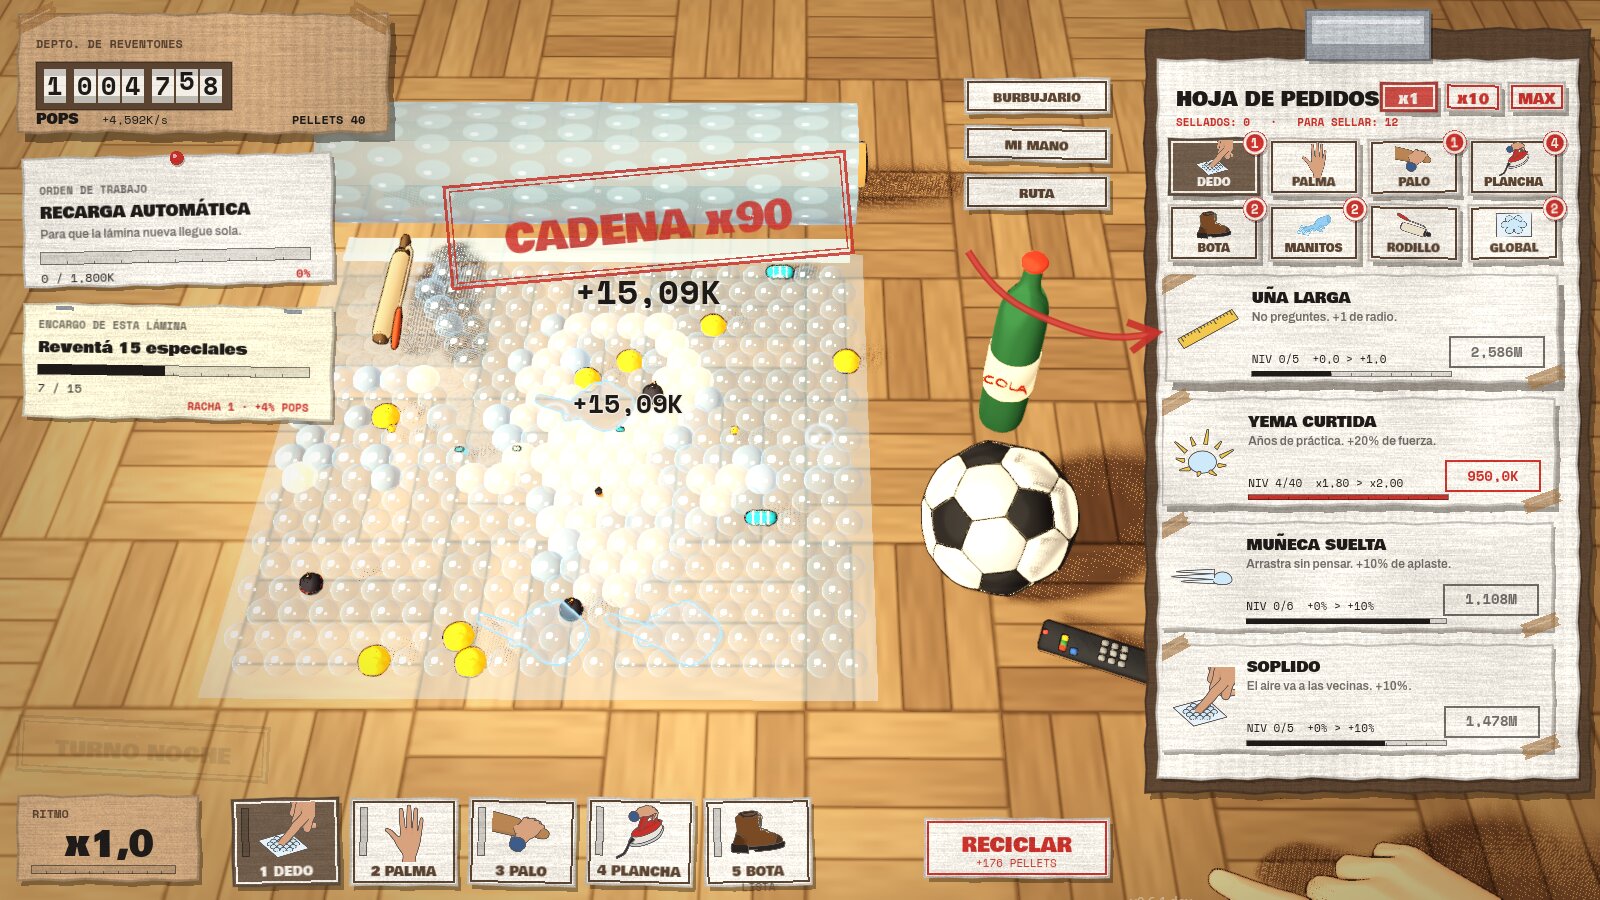 DEPTO. DE REVENTONES
1 004 758
POPS +4,592K/s PELLETS 40
ORDEN DE TRABAJO
RECARGA AUTOMÁTICA
Para que la lámina nueva llegue sola.
0 / 1.800K 0%
ENCARGO DE ESTA LÁMINA
Reventá 15 especiales
7 / 15
RACHA 1 · +4% POPS
TURNO NOCHE
RITMO
x1,0
1 DEDO
2 PALMA
3 PALO
4 PLANCHA
5 BOTA
LISTA
CADENA x90
+15,09K
+15,09K
COLA
BURBUJARIO
MI MANO
RUTA
RECICLAR
+176 PELLETS
HOJA DE PEDIDOS x1 x10 MAX
SELLADOS: 0 · PARA SELLAR: 12
DEDO 1
PALMA
PALO 1
PLANCHA 4
BOTA 2
MANITOS 2
RODILLO
GLOBAL 2
UÑA LARGA
No preguntes. +1 de radio.
NIV 0/5 +0,0 > +1,0
2,586M
YEMA CURTIDA
Años de práctica. +20% de fuerza.
NIV 4/40 x1,80 > x2,00
950,0K
MUÑECA SUELTA
Arrastra sin pensar. +10% de aplaste.
NIV 0/6 +0% > +10%
1,108M
SOPLIDO
El aire va a las vecinas. +10%.
NIV 0/5 +0% > +10%
1,478M